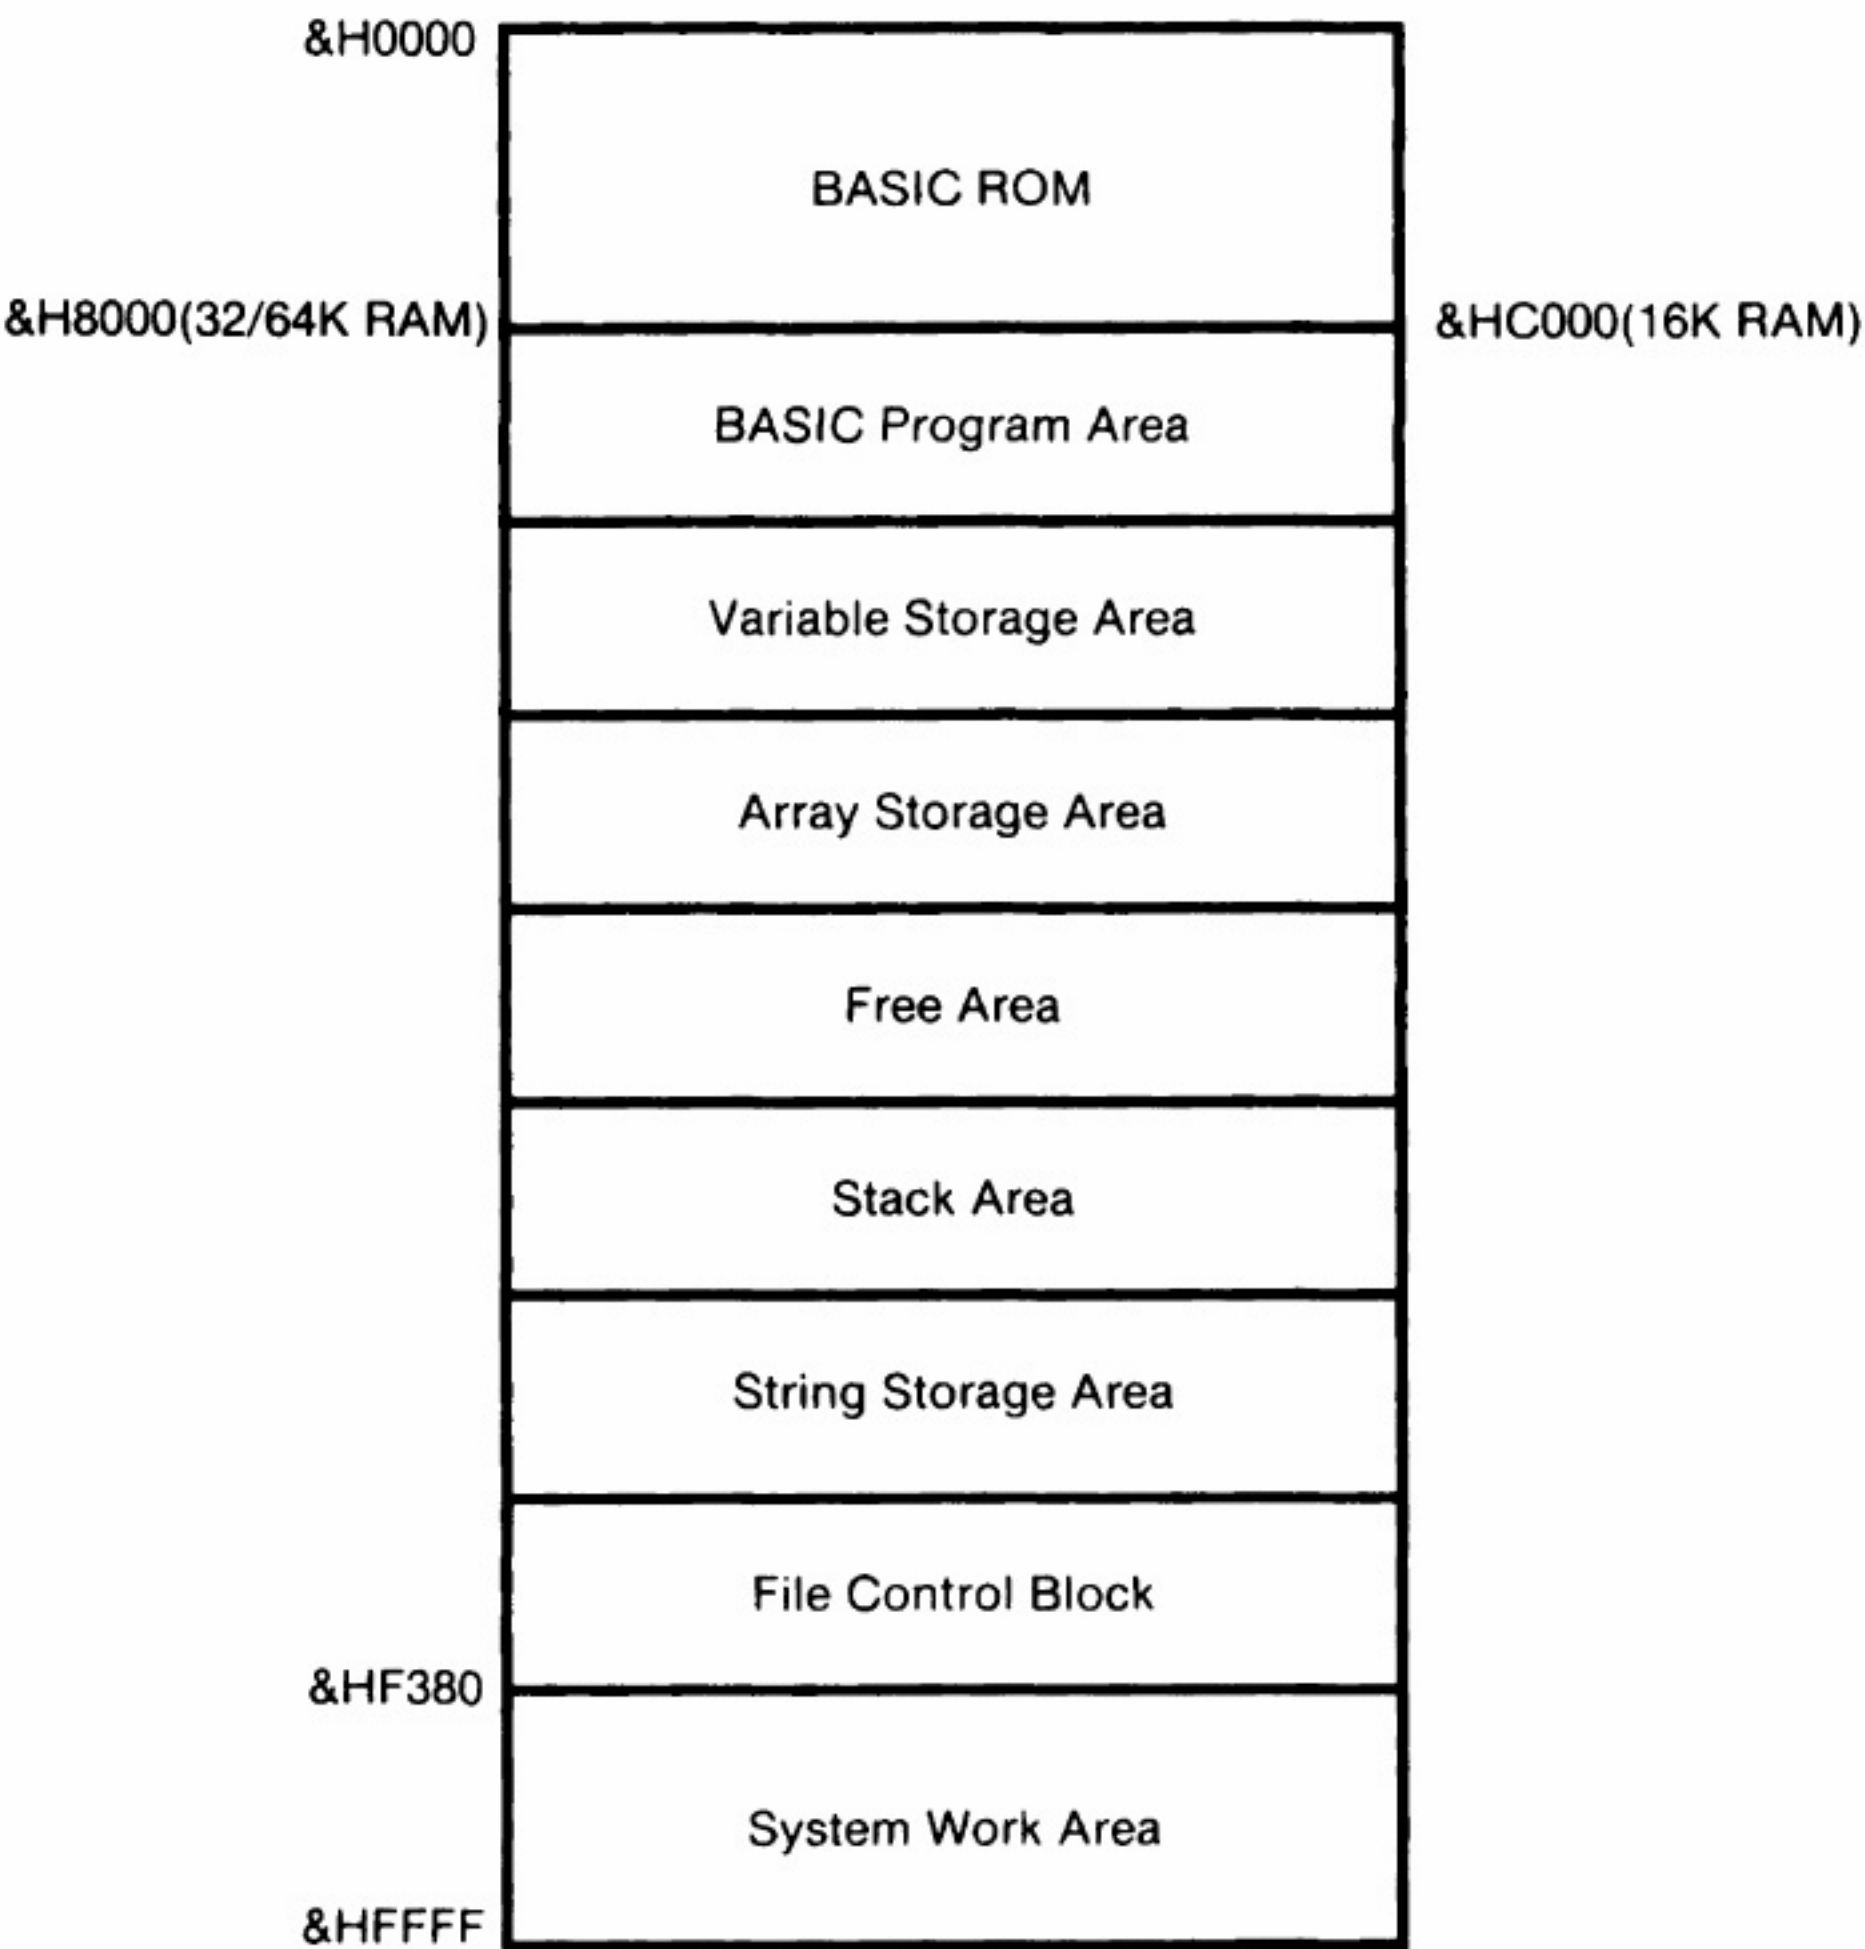 &H0000
BASIC ROM
&H8000(32/64K RAM)
&HC000(16K RAM)
BASIC Program Area
Variable Storage Area
Array Storage Area
Free Area
Stack Area
String Storage Area
File Control Block
&HF380
System Work Area
&HFFFF